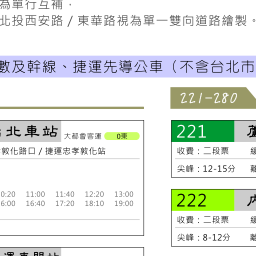 為單行互補，
北投西安路 / 東華路視為單一雙向道路繪製。
數及幹線、捷運先導公車（不含台北市
221-280
北車站 大都會客運 0東
敦化路口 / 捷運忠孝敦化站
0:20 11:00 11:40 12:20 13:00
6:00 16:40 17:20 18:10 19:00
221
收費：二段票
尖峰：12-15分
222
收費：二段票
尖峰：8-12分